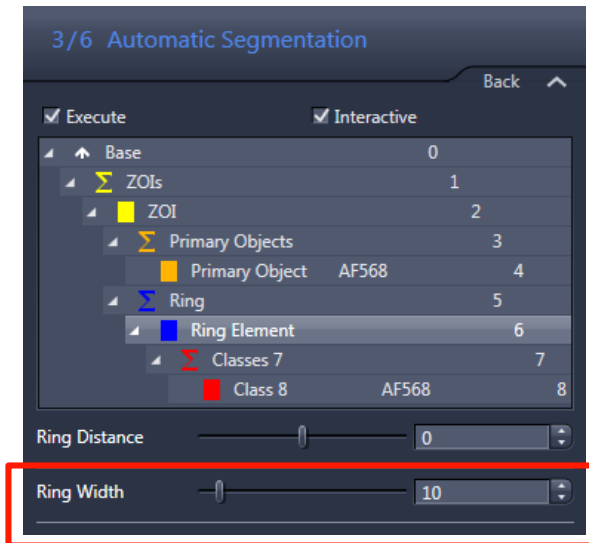 3/6 Automatic Segmentation
Back
Execute Interactive
Base 0
Σ ZOIs 1
ZOI 2
Σ Primary Objects 3
Primary Object AF568 4
Σ Ring 5
Ring Element 6
Σ Classes 7 7
Class 8 AF568 8
Ring Distance 0
Ring Width 10